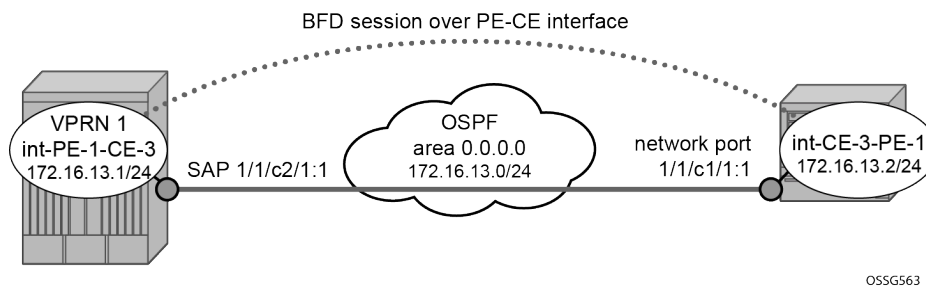 BFD session over PE-CE interface
VPRN 1
int-PE-1-CE-3
172.16.13.1/24
SAP 1/1/c2/1:1
OSPF
area 0.0.0.0
172.16.13.0/24
network port
1/1/c1/1:1
int-CE-3-PE-1
172.16.13.2/24
OSSG563